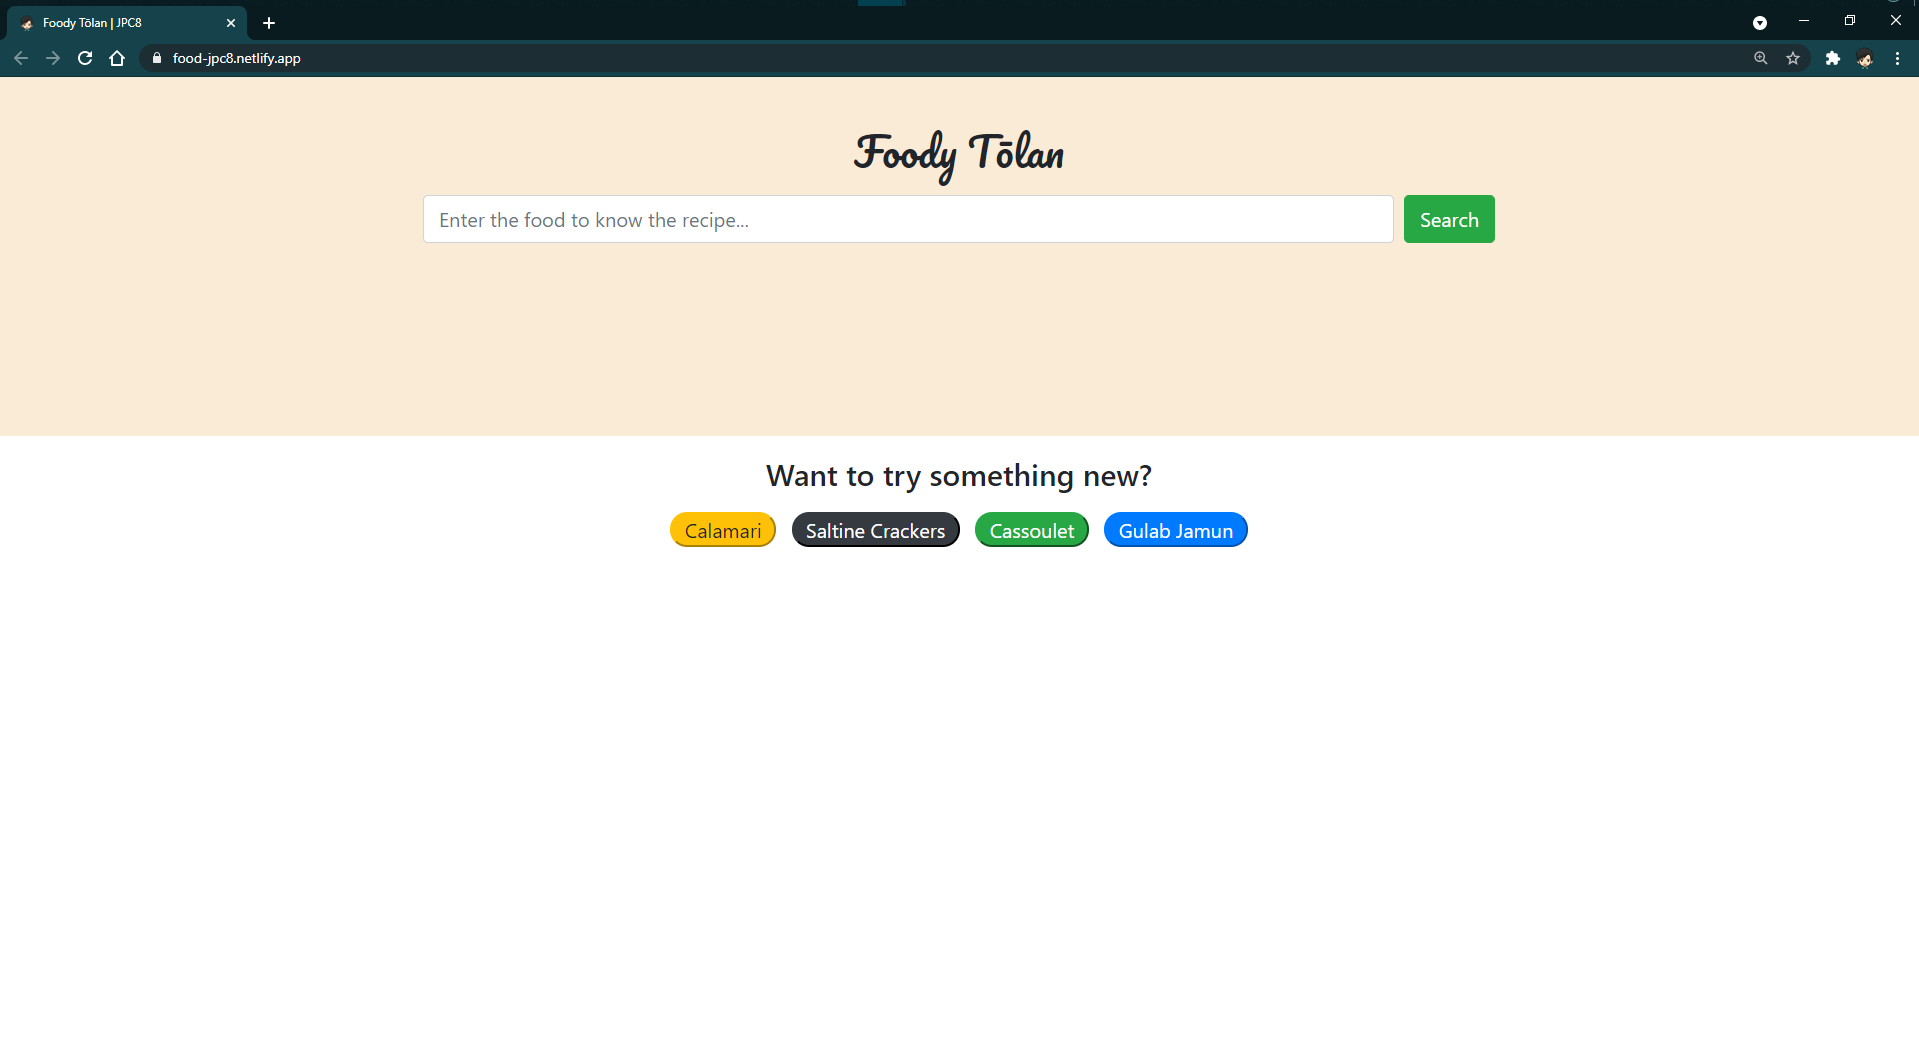 Foody Tōlan | JPC8
food-jpc8.netlify.app
Foody Tōlan
Enter the food to know the recipe...
Search
Want to try something new?
Calamari
Saltine Crackers
Cassoulet
Gulab Jamun